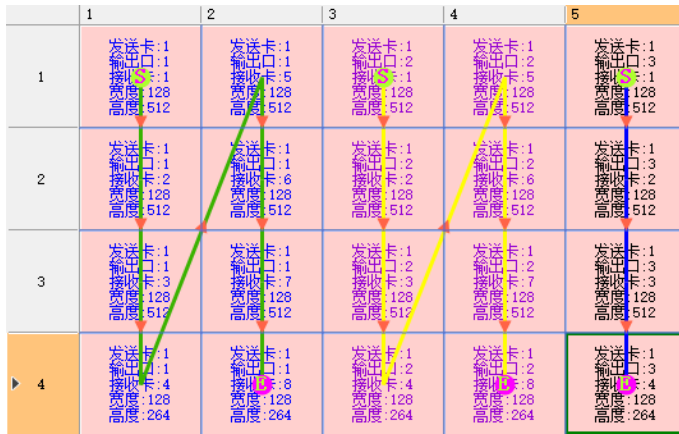 1 2 3 4 5
1
发送卡:1 发送卡:1 发送卡:1 发送卡:1 发送卡:1
输出口:1 输出口:1 输出口:2 输出口:2 输出口:3
接收卡:1 接收卡:5 接收卡:1 接收卡:5 接收卡:1
宽度:128 宽度:128 宽度:128 宽度:128 宽度:128
高度:512 高度:512 高度:512 高度:512 高度:512
S S S
2
发送卡:1 发送卡:1 发送卡:1 发送卡:1 发送卡:1
输出口:1 输出口:1 输出口:2 输出口:2 输出口:3
接收卡:2 接收卡:6 接收卡:2 接收卡:6 接收卡:2
宽度:128 宽度:128 宽度:128 宽度:128 宽度:128
高度:512 高度:512 高度:512 高度:512 高度:512
3
发送卡:1 发送卡:1 发送卡:1 发送卡:1 发送卡:1
输出口:1 输出口:1 输出口:2 输出口:2 输出口:3
接收卡:3 接收卡:7 接收卡:3 接收卡:7 接收卡:3
宽度:128 宽度:128 宽度:128 宽度:128 宽度:128
高度:512 高度:512 高度:512 高度:512 高度:512
4
发送卡:1 发送卡:1 发送卡:1 发送卡:1 发送卡:1
输出口:1 输出口:1 输出口:2 输出口:2 输出口:3
接收卡:4 接收卡:8 接收卡:4 接收卡:8 接收卡:4
宽度:128 宽度:128 宽度:128 宽度:128 宽度:128
高度:264 高度:264 高度:264 高度:264 高度:264
E E E